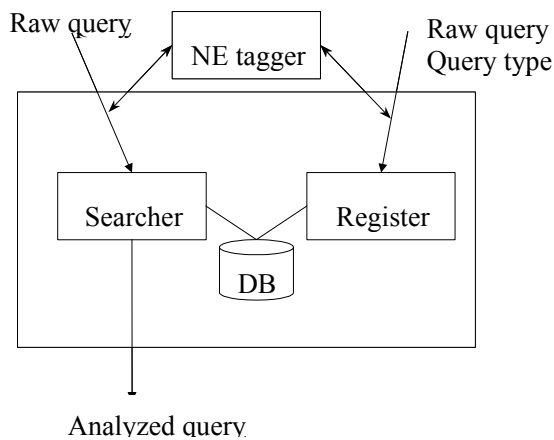 Raw query
NE tagger
Raw query
Query type
Searcher
Register
DB
Analyzed query